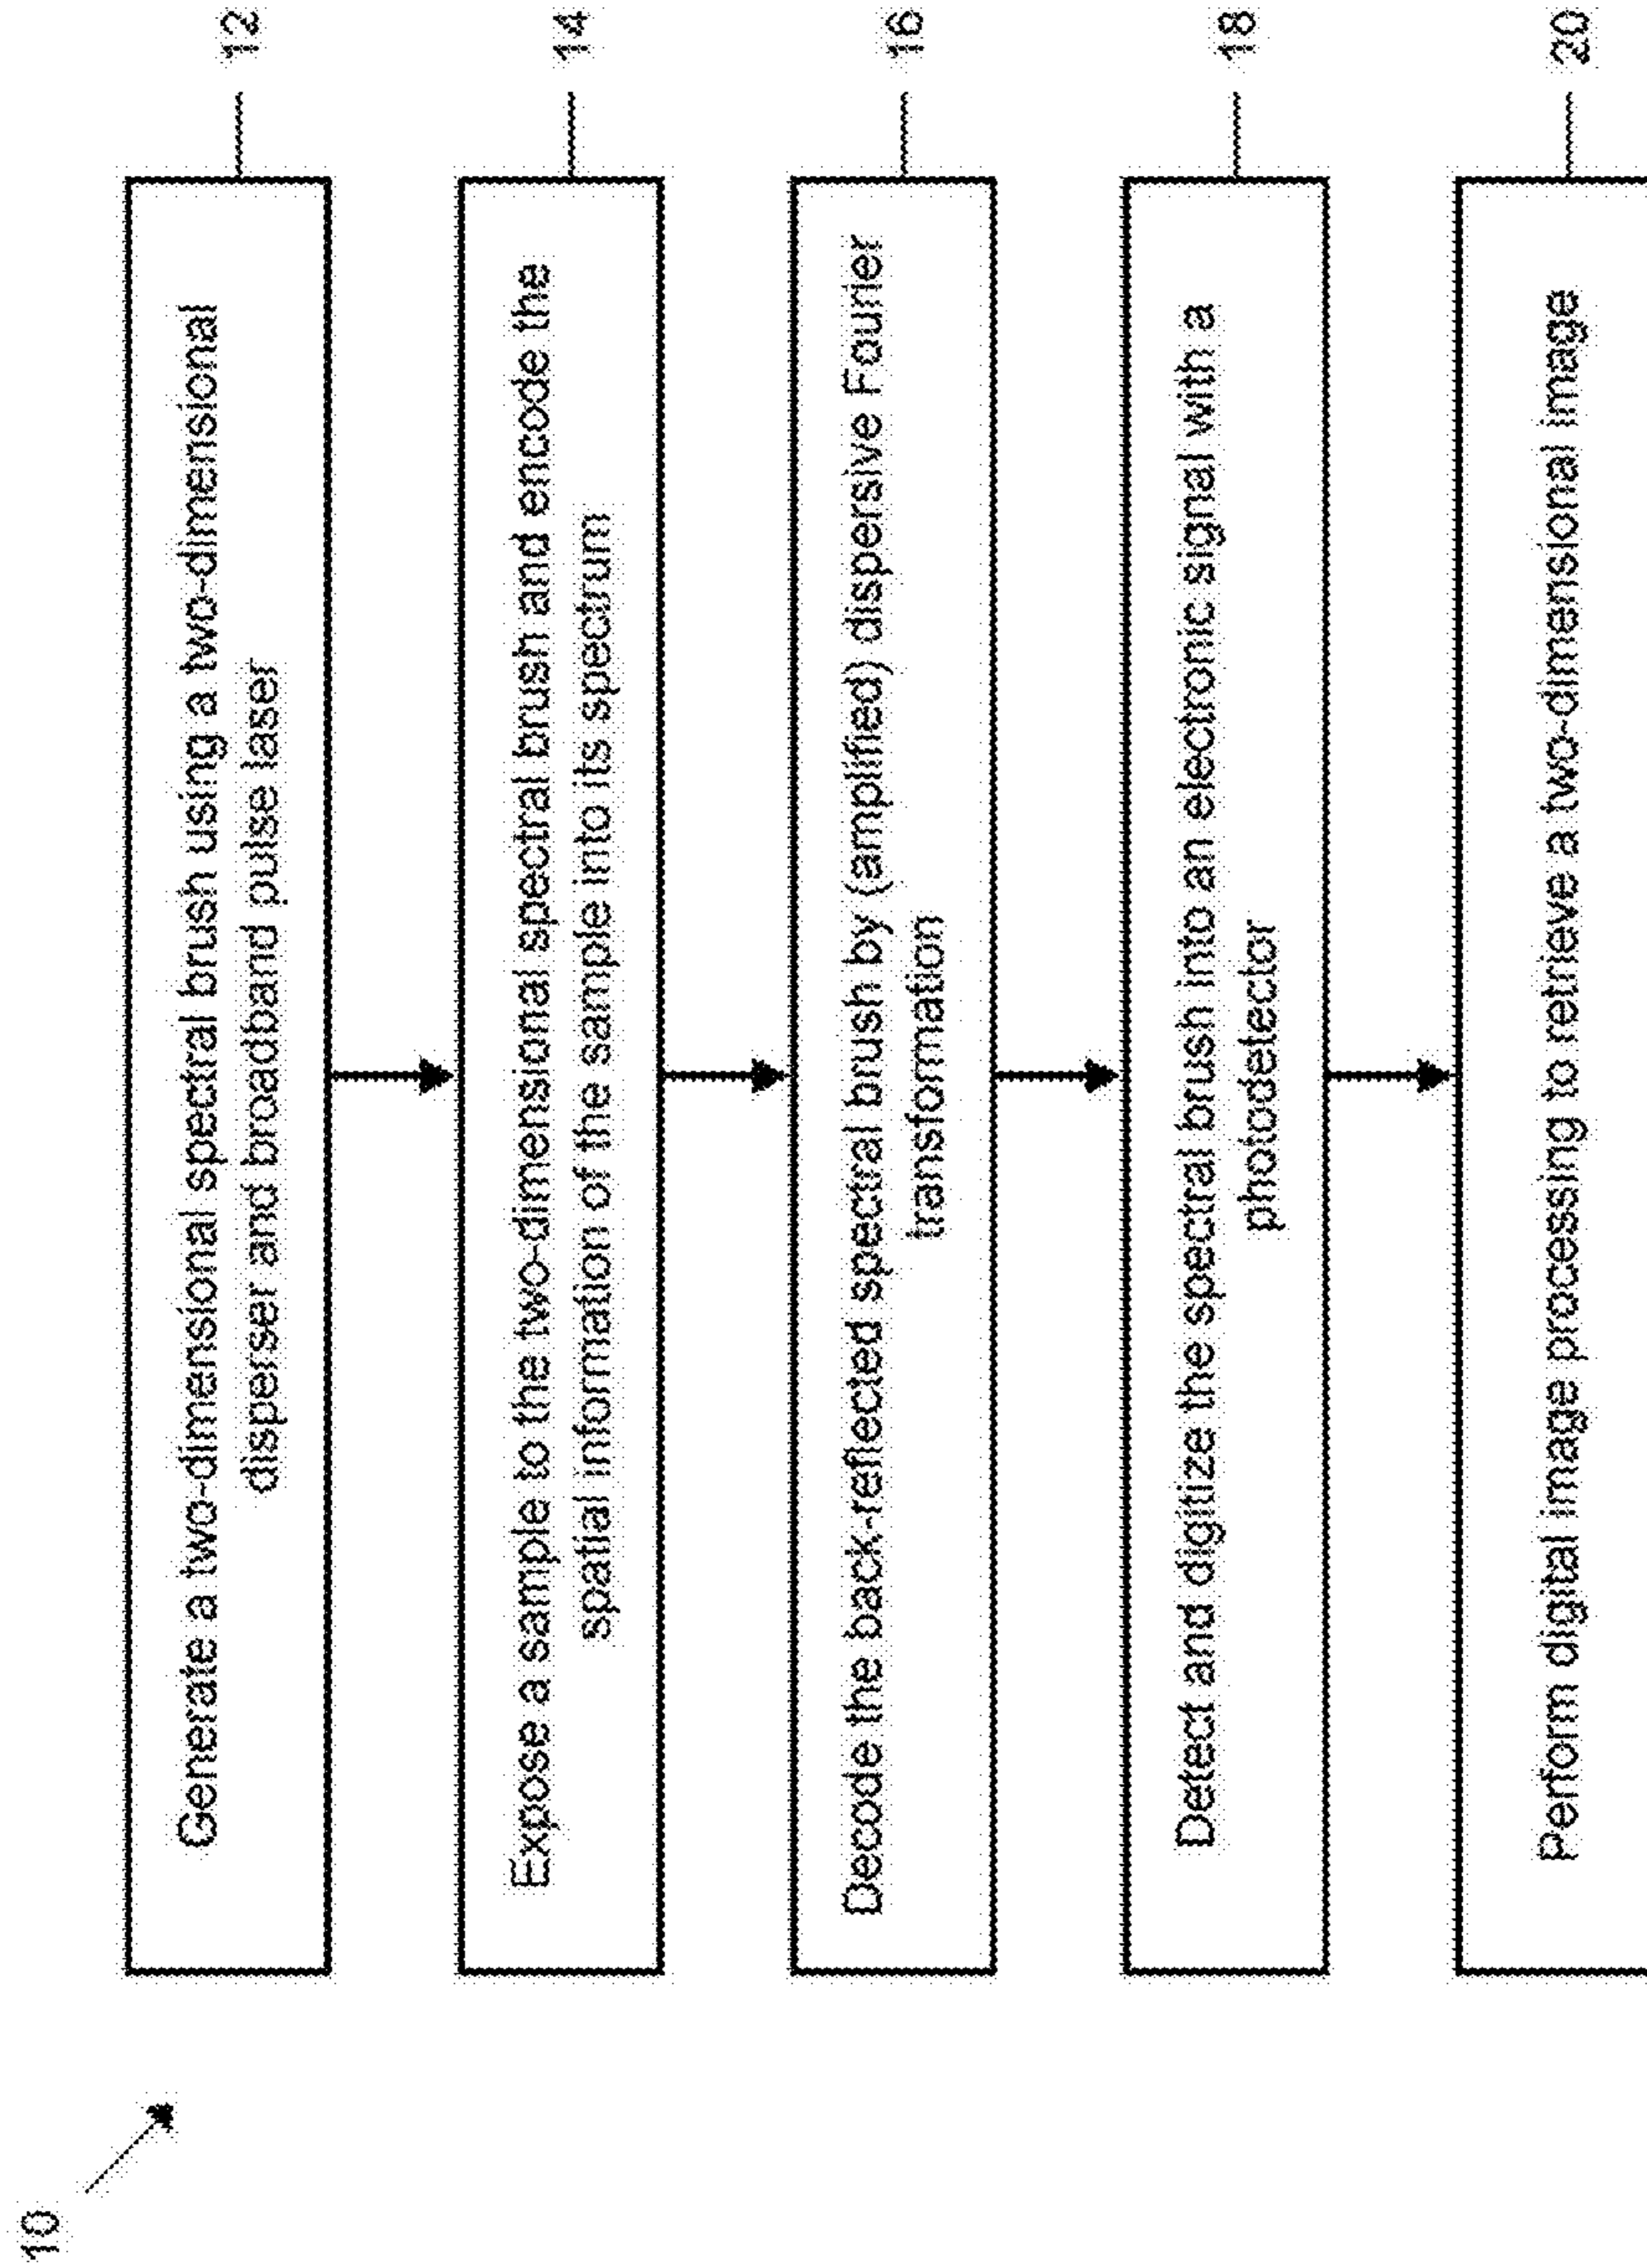 10
Generate a two-dimensional spectral brush using a two-dimensional
disperser and broadband pulse laser
12
Expose a sample to the two-dimensional spectral brush and encode the
spatial information of the sample into its spectrum
14
Decode the back-reflected spectral brush by (amplified) dispersive Fourier
transformation
16
Detect and digitize the spectral brush into an electronic signal with a
photodetector
18
Perform digital image processing to retrieve a two-dimensional image
20